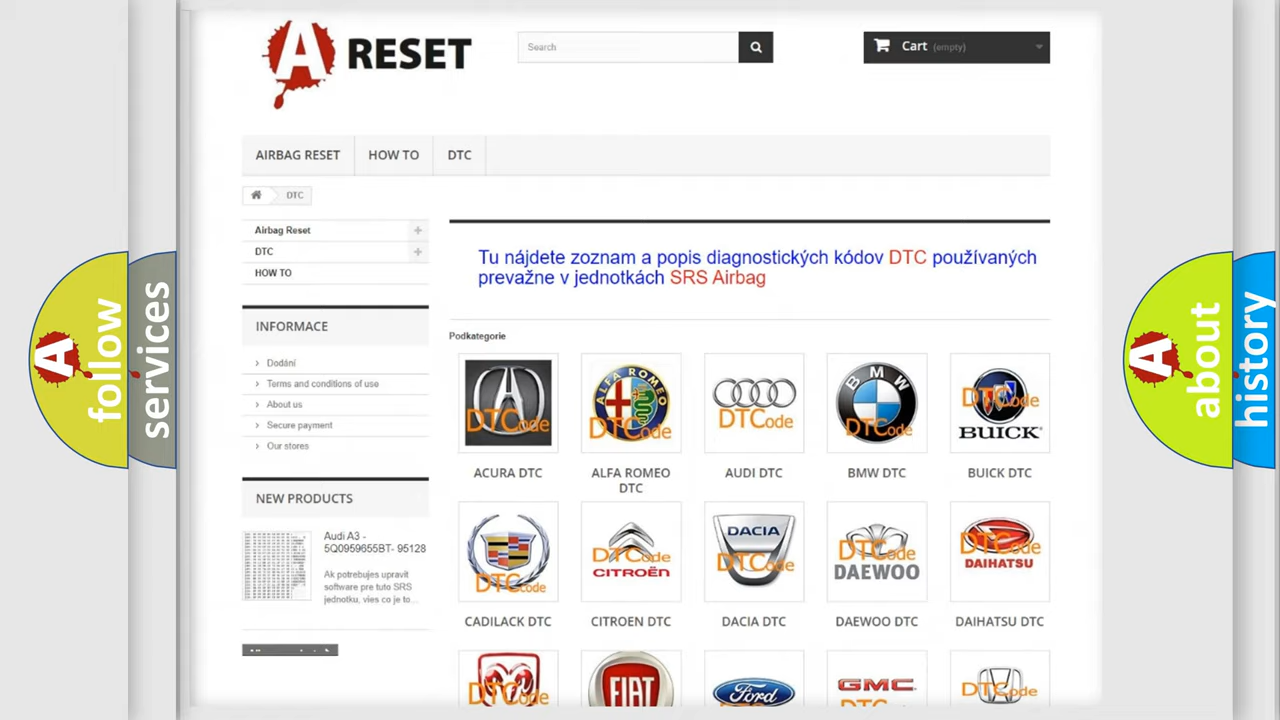 A RESET
Search
Cart (empty)
AIRBAG RESET
HOW TO
DTC
DTC
Airbag Reset
DTC
HOW TO
Tu nájdete zoznam a popis diagnostických kódov DTC používaných
prevažne v jednotkách SRS Airbag
INFORMACE
Podkategorie
Dodání
Terms and conditions of use
About us
Secure payment
Our stores
ALFA ROMEO
DTCode
DTCode
DTCode
BMW
DTCode
DTCode
BUICK
ACURA DTC
ALFA ROMEO
DTC
AUDI DTC
BMW DTC
BUICK DTC
NEW PRODUCTS
Audi A3 -
5Q0959655BT- 95128
Ak potrebujes upravit
software pre tuto SRS
jednotku, vies co je to...
DTCode
DTCode
CITROËN
DACIA
DTCode
DTCode
DAEWOO
DTCode
DAIHATSU
CADILACK DTC
CITROEN DTC
DACIA DTC
DAEWOO DTC
DAIHATSU DTC
DTCode
FIAT
Ford
GMC
DTCode
A follow
services
A about
history